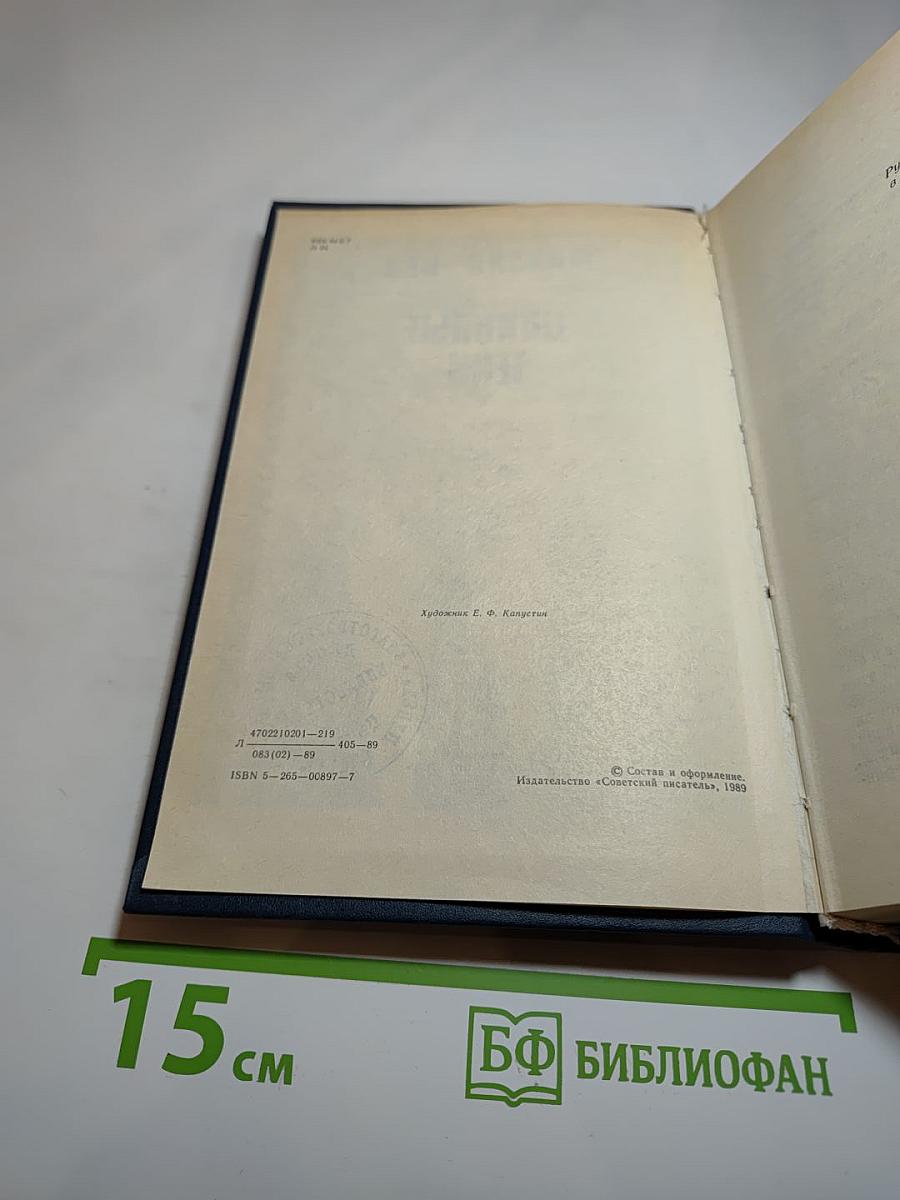 Художник Е. Ф. Капустин
4702210201—219
Л ———— 405—89
083(02)—89
ISBN 5—265—00897—7
© Состав и оформление.
Издательство «Советский писатель», 1989
15 см
БФ БИБЛИОФАН